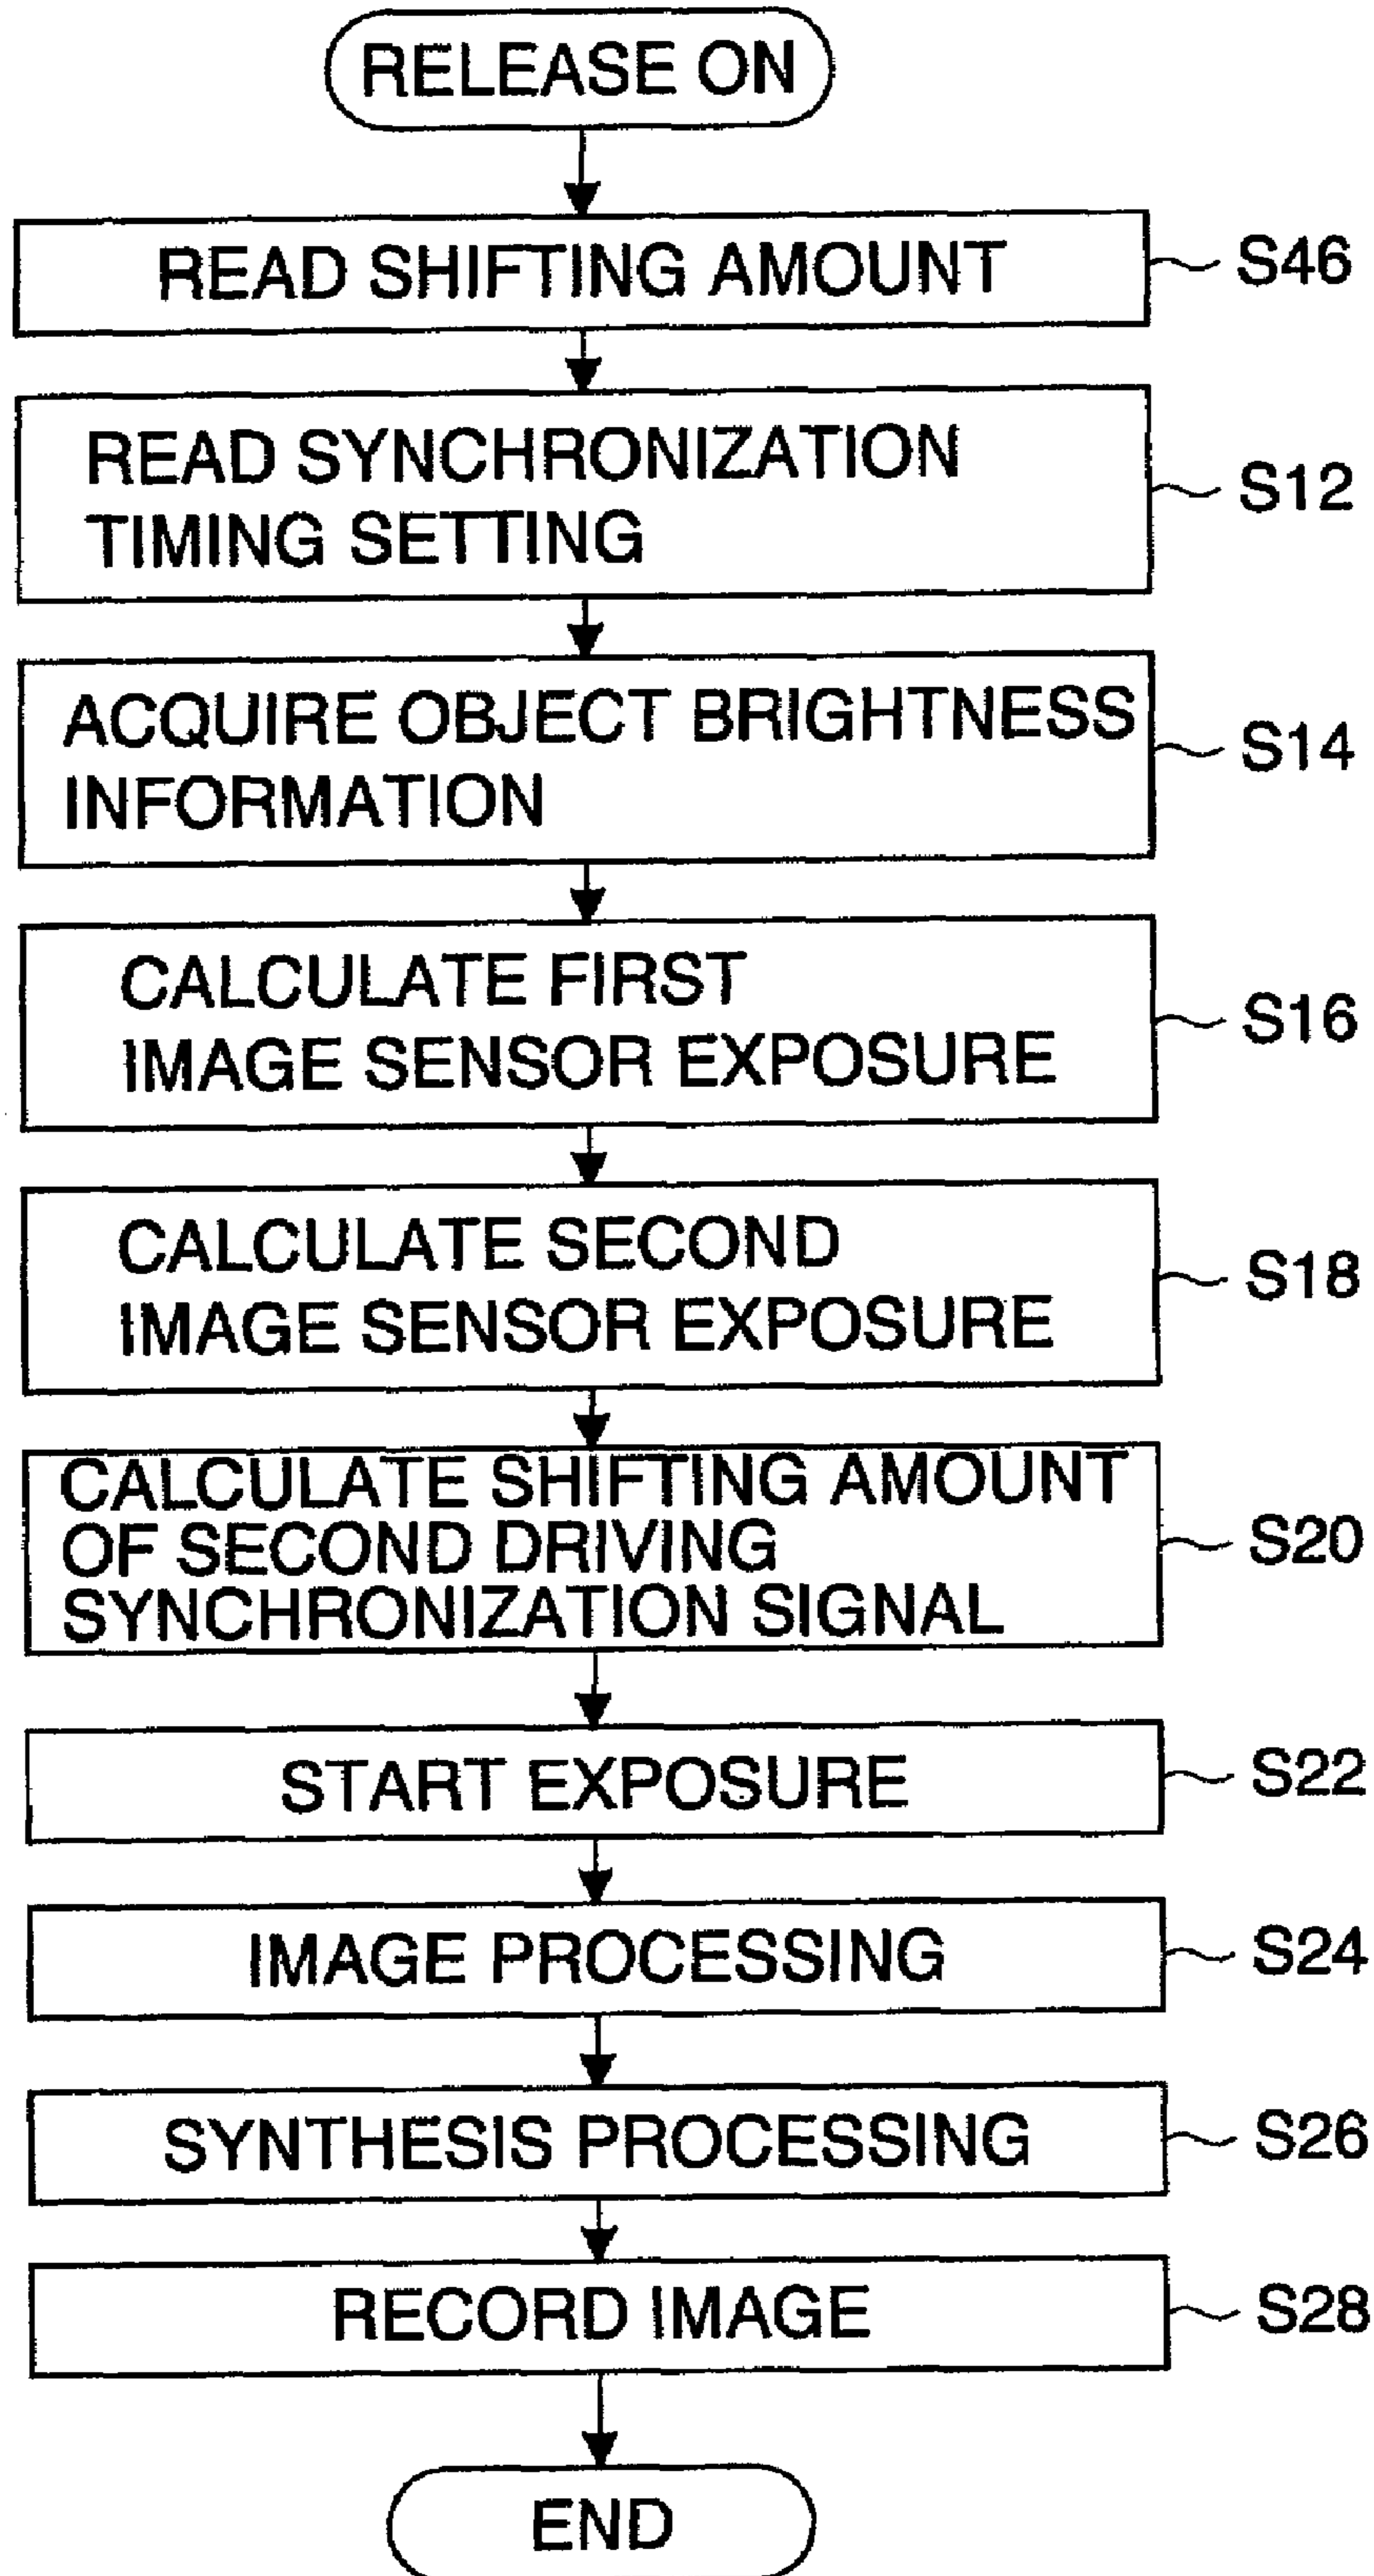 RELEASE ON
READ SHIFTING AMOUNT
S46
READ SYNCHRONIZATION
TIMING SETTING
S12
ACQUIRE OBJECT BRIGHTNESS
INFORMATION
S14
CALCULATE FIRST
IMAGE SENSOR EXPOSURE
S16
CALCULATE SECOND
IMAGE SENSOR EXPOSURE
S18
CALCULATE SHIFTING AMOUNT
OF SECOND DRIVING
SYNCHRONIZATION SIGNAL
S20
START EXPOSURE
S22
IMAGE PROCESSING
S24
SYNTHESIS PROCESSING
S26
RECORD IMAGE
S28
END